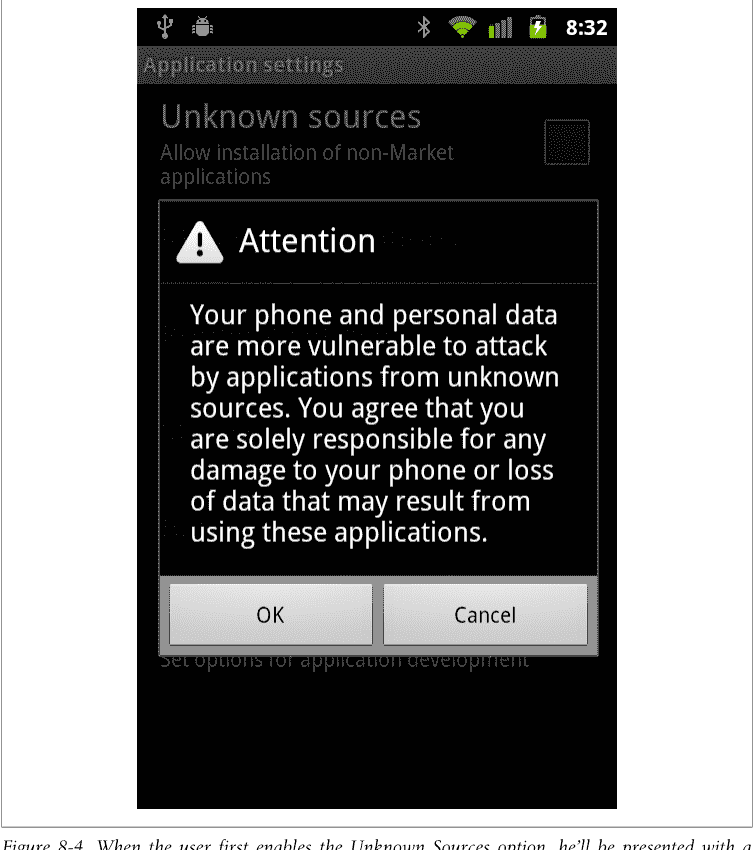 8:32
Application settings
Unknown sources
Allow installation of non-Market
applications
Attention
Your phone and personal data
are more vulnerable to attack
by applications from unknown
sources. You agree that you
are solely responsible for any
damage to your phone or loss
of data that may result from
using these applications.
OK Cancel
Set options for application development
Figure 8-4. When the user first enables the Unknown Sources option, he'll be presented with a